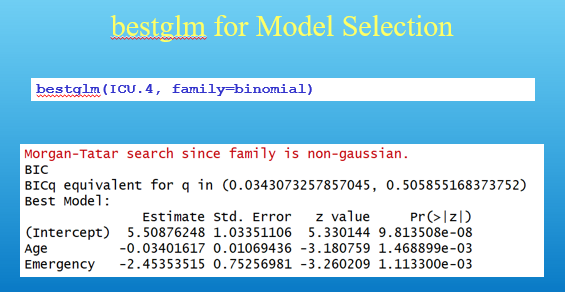 bestglm for Model Selection
bestglm(ICU.4, family=binomial)
Morgan-Tatar search since family is non-gaussian.
BIC
BICq equivalent for q in (0.0343073257857045, 0.505855168373752)
Best Model:
Estimate Std. Error z value Pr(>|z|)
(Intercept) 5.50876248 1.03351106 5.330144 9.813508e-08
Age -0.03401617 0.01069436 -3.180759 1.468899e-03
Emergency -2.45353515 0.75256981 -3.260209 1.113300e-03